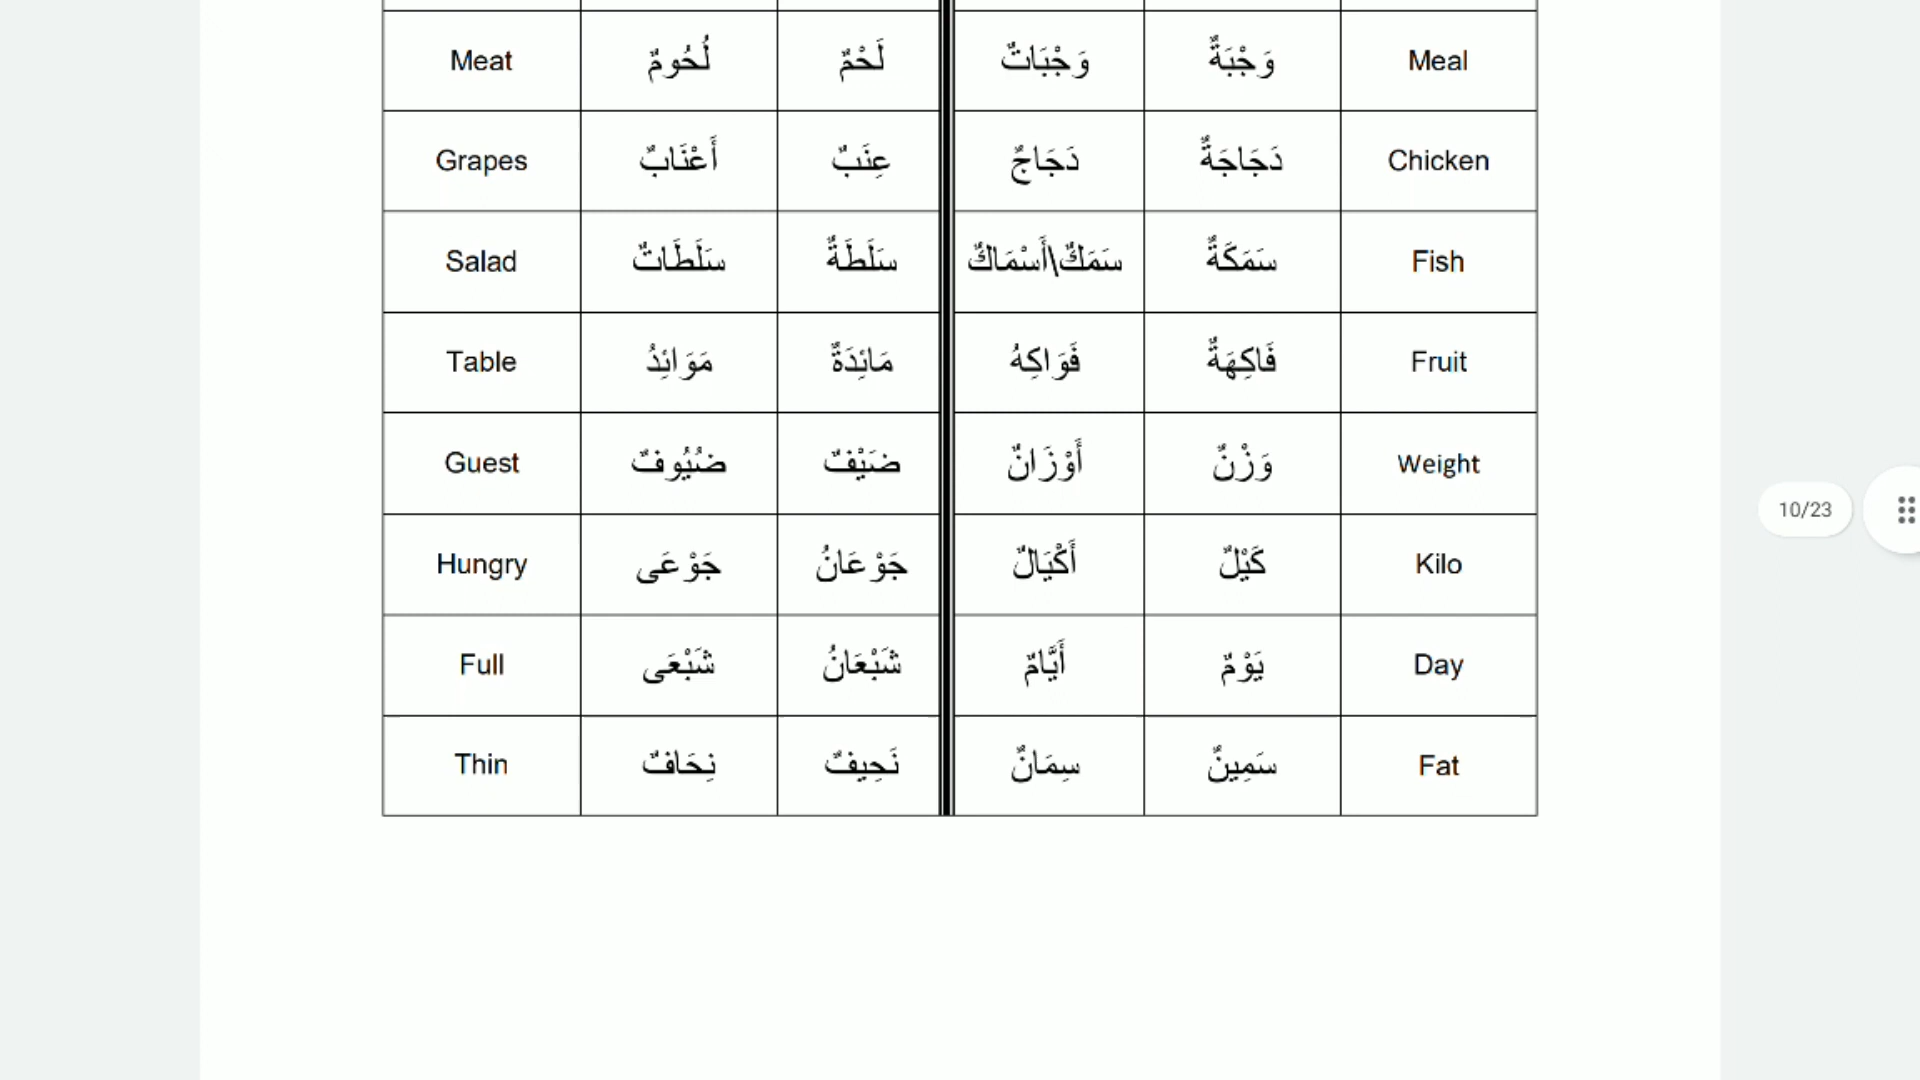 Meat لُحُومٌ لَحْمٌ وَجْبَاتٌ وَجْبَةٌ Meal
Grapes أَعْنَابٌ عِنَبٌ دَجَاجٌ دَجَاجَةٌ Chicken
Salad سَلَطَاتٌ سَلَطَةٌ سَمَكٌ\أَسْمَاكٌ سَمَكَةٌ Fish
Table مَوَائِدُ مَائِدَةٌ فَوَاكِهُ فَاكِهَةٌ Fruit
Guest ضُيُوفٌ ضَيْفٌ أَوْزَانٌ وَزْنٌ Weight
10/23
Hungry جَوْعَى جَوْعَانُ أَكْيَالٌ كَيْلٌ Kilo
Full شَبْعَى شَبْعَانُ أَيَّامٌ يَوْمٌ Day
Thin نِحَافٌ نَحِيفٌ سِمَانٌ سَمِينٌ Fat